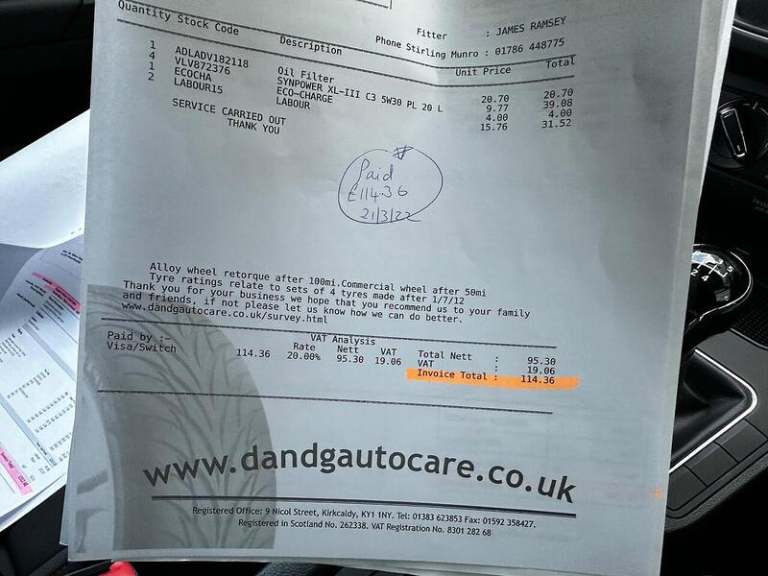 Fitter : JAMES RAMSEY
Phone Stirling Munro : 01786 448775
Quantity Stock Code Description Unit Price Total
1 ADLADV182118 Oil Filter 20.70 20.70
4 VLV872376 SYNPOWER XL-III C3 5W30 PL 20 L 9.77 39.08
1 ECOCHA ECO-CHARGE 4.00 4.00
2 LABOUR15 LABOUR 15.76 31.52
SERVICE CARRIED OUT
THANK YOU
Paid
£114.36
21/3/22
Alloy wheel retorque after 100mi.Commercial wheel after 50mi
Tyre ratings relate to sets of 4 tyres made after 1/7/12
Thank you for your business we hope that you recommend us to your family
and friends, if not please let us know how we can do better.
www.dandgautocare.co.uk/survey.html
Paid by :-
Visa/Switch 114.36
VAT Analysis
Rate Nett VAT
20.00% 95.30 19.06
Total Nett : 95.30
VAT : 19.06
Invoice Total : 114.36
www.dandgautocare.co.uk
Registered Office: 9 Nicol Street, Kirkcaldy, KY1 1NY. Tel: 01383 623853 Fax: 01592 358427.
Registered in Scotland No. 262338. VAT Registration No. 8301 282 68